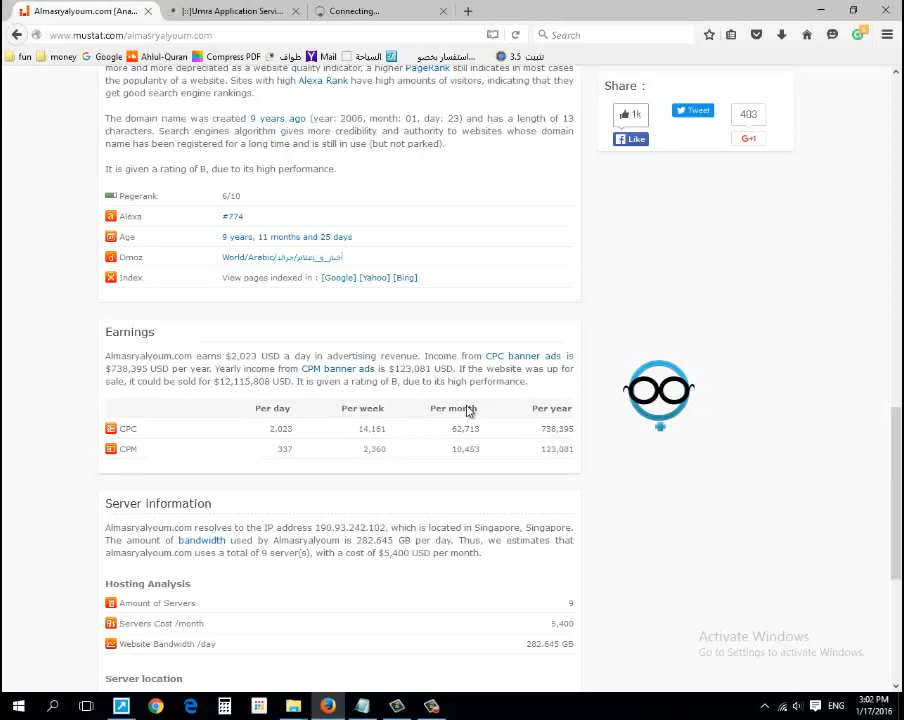 Almasryalyoum.com [Ana...
[::]Umra Application Servi...
Connecting...
www.mustat.com/almasryalyoum.com
Search
fun
money
Google
Ahlul-Quran
Compress PDF
طواف
Mail
السياحة
استفسار بخصو...
تثبيت 3.5
more and more depreciated as a website quality indicator, a higher PageRank still indicates in most cases
the popularity of a website. Sites with high Alexa Rank have high amounts of visitors, indicating that they
get good search engine rankings.
The domain name was created 9 years ago (year: 2006, month: 01, day: 23) and has a length of 13
characters. Search engines algorithm gives more credibility and authority to websites whose domain
name has been registered for a long time and is still in use (but not parked).
It is given a rating of B, due to its high performance.
Pagerank 6/10
Alexa #774
Age 9 years, 11 months and 25 days
Dmoz World/Arabic/أخبار_و_إعلام/جرائد
Index View pages indexed in : [Google] [Yahoo] [Bing]
Share :
1k
Like
Tweet
403
G+1
Earnings
Almasryalyoum.com earns $2,023 USD a day in advertising revenue. Income from CPC banner ads is
$738,395 USD per year. Yearly income from CPM banner ads is $123,081 USD. If the website was up for
sale, it could be sold for $12,115,808 USD. It is given a rating of B, due to its high performance.
Per day Per week Per month Per year
CPC 2,023 14,161 62,713 738,395
CPM 337 2,360 10,453 123,081
Server Information
Almasryalyoum.com resolves to the IP address 190.93.242.102, which is located in Singapore, Singapore.
The amount of bandwidth used by Almasryalyoum is 282.645 GB per day. Thus, we estimates that
almasryalyoum.com uses a total of 9 server(s), with a cost of $5,400 USD per month.
Hosting Analysis
Amount of Servers 9
Servers Cost /month 5,400
Website Bandwidth /day 282.645 GB
Server location
Activate Windows
Go to Settings to activate Windows.
ENG
3:02 PM
1/17/2016